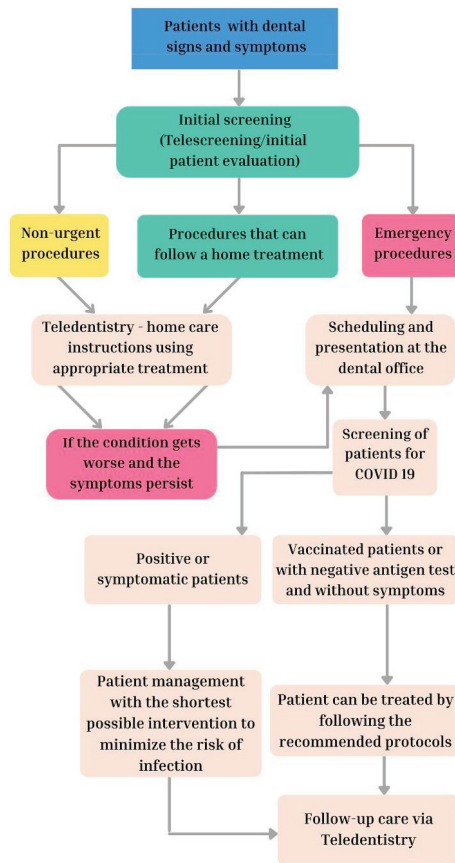 Patients with dental
signs and symptoms
Initial screening
(Telescreening/initial
patient evaluation)
Non-urgent
procedures
Procedures that can
follow a home treatment
Emergency
procedures
Teledentistry - home care
instructions using
appropriate treatment
Scheduling and
presentation at the
dental office
If the condition gets
worse and the
symptoms persist
Screening of
patients for
COVID 19
Positive or
symptomatic patients
Vaccinated patients or
with negative antigen test
and without symptoms
Patient management
with the shortest
possible intervention to
minimize the risk of
infection
Patient can be treated by
following the
recommended protocols
Follow-up care via
Teledentistry